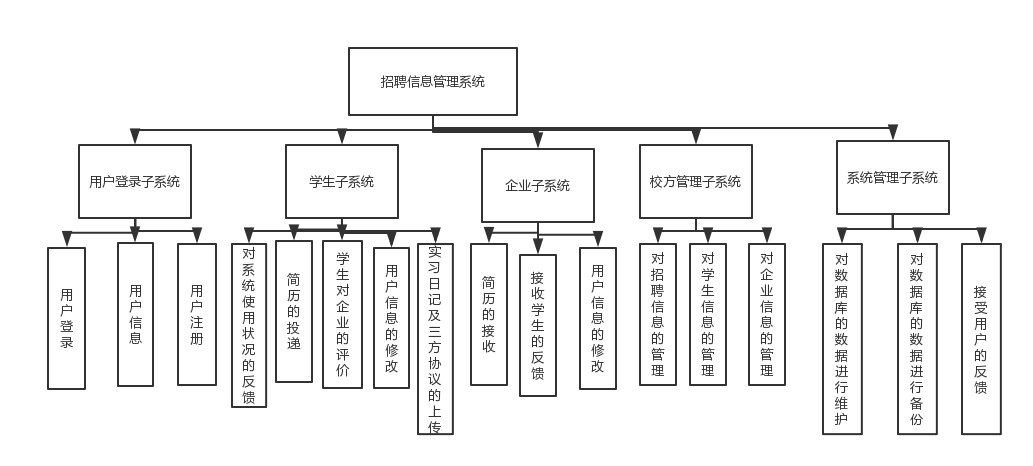 招聘信息管理系统
用户登录子系统
学生子系统
企业子系统
校方管理子系统
系统管理子系统
用户登录
用户信息
用户注册
对系统使用状况的反馈
简历的投递
学生对企业的评价
用户信息的修改
实习日记及三方协议的上传
简历的接收
接收学生的反馈
用户信息的修改
对招聘信息的管理
对学生信息的管理
对企业信息的管理
对数据库的数据进行维护
对数据库的数据进行备份
接受用户的反馈